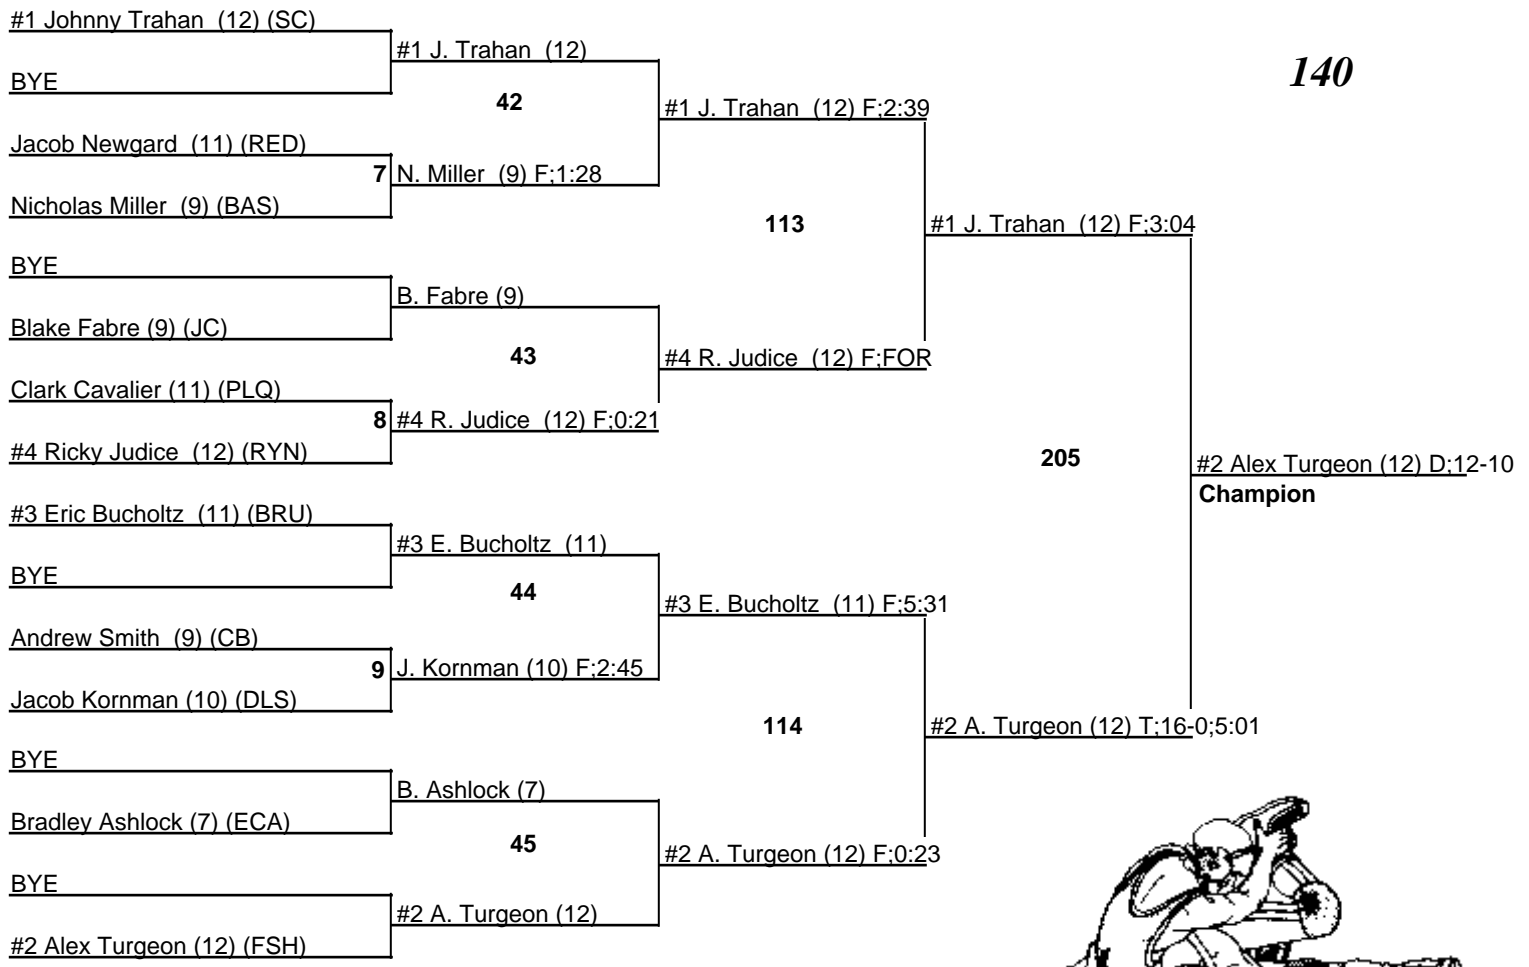 #1 Johnny Trahan (12) (SC)
BYE
Jacob Newgard (11) (RED)
Nicholas Miller (9) (BAS)
BYE
Blake Fabre (9) (JC)
Clark Cavalier (11) (PLQ)
#4 Ricky Judice (12) (RYN)
#3 Eric Bucholtz (11) (BRU)
BYE
Andrew Smith (9) (CB)
Jacob Kornman (10) (DLS)
BYE
Bradley Ashlock (7) (ECA)
BYE
#2 Alex Turgeon (12) (FSH)
#1 J. Trahan (12)
42
7 N. Miller (9) F;1:28
B. Fabre (9)
43
8 #4 R. Judice (12) F;0:21
#3 E. Bucholtz (11)
44
9 J. Kornman (10) F;2:45
B. Ashlock (7)
45
#2 A. Turgeon (12)
#1 J. Trahan (12) F;2:39
113
#4 R. Judice (12) F;FOR
#3 E. Bucholtz (11) F;5:31
114
#2 A. Turgeon (12) F;0:23
#1 J. Trahan (12) F;3:04
205
#2 A. Turgeon (12) T;16-0;5:01
140
#2 Alex Turgeon (12) D;12-10
Champion